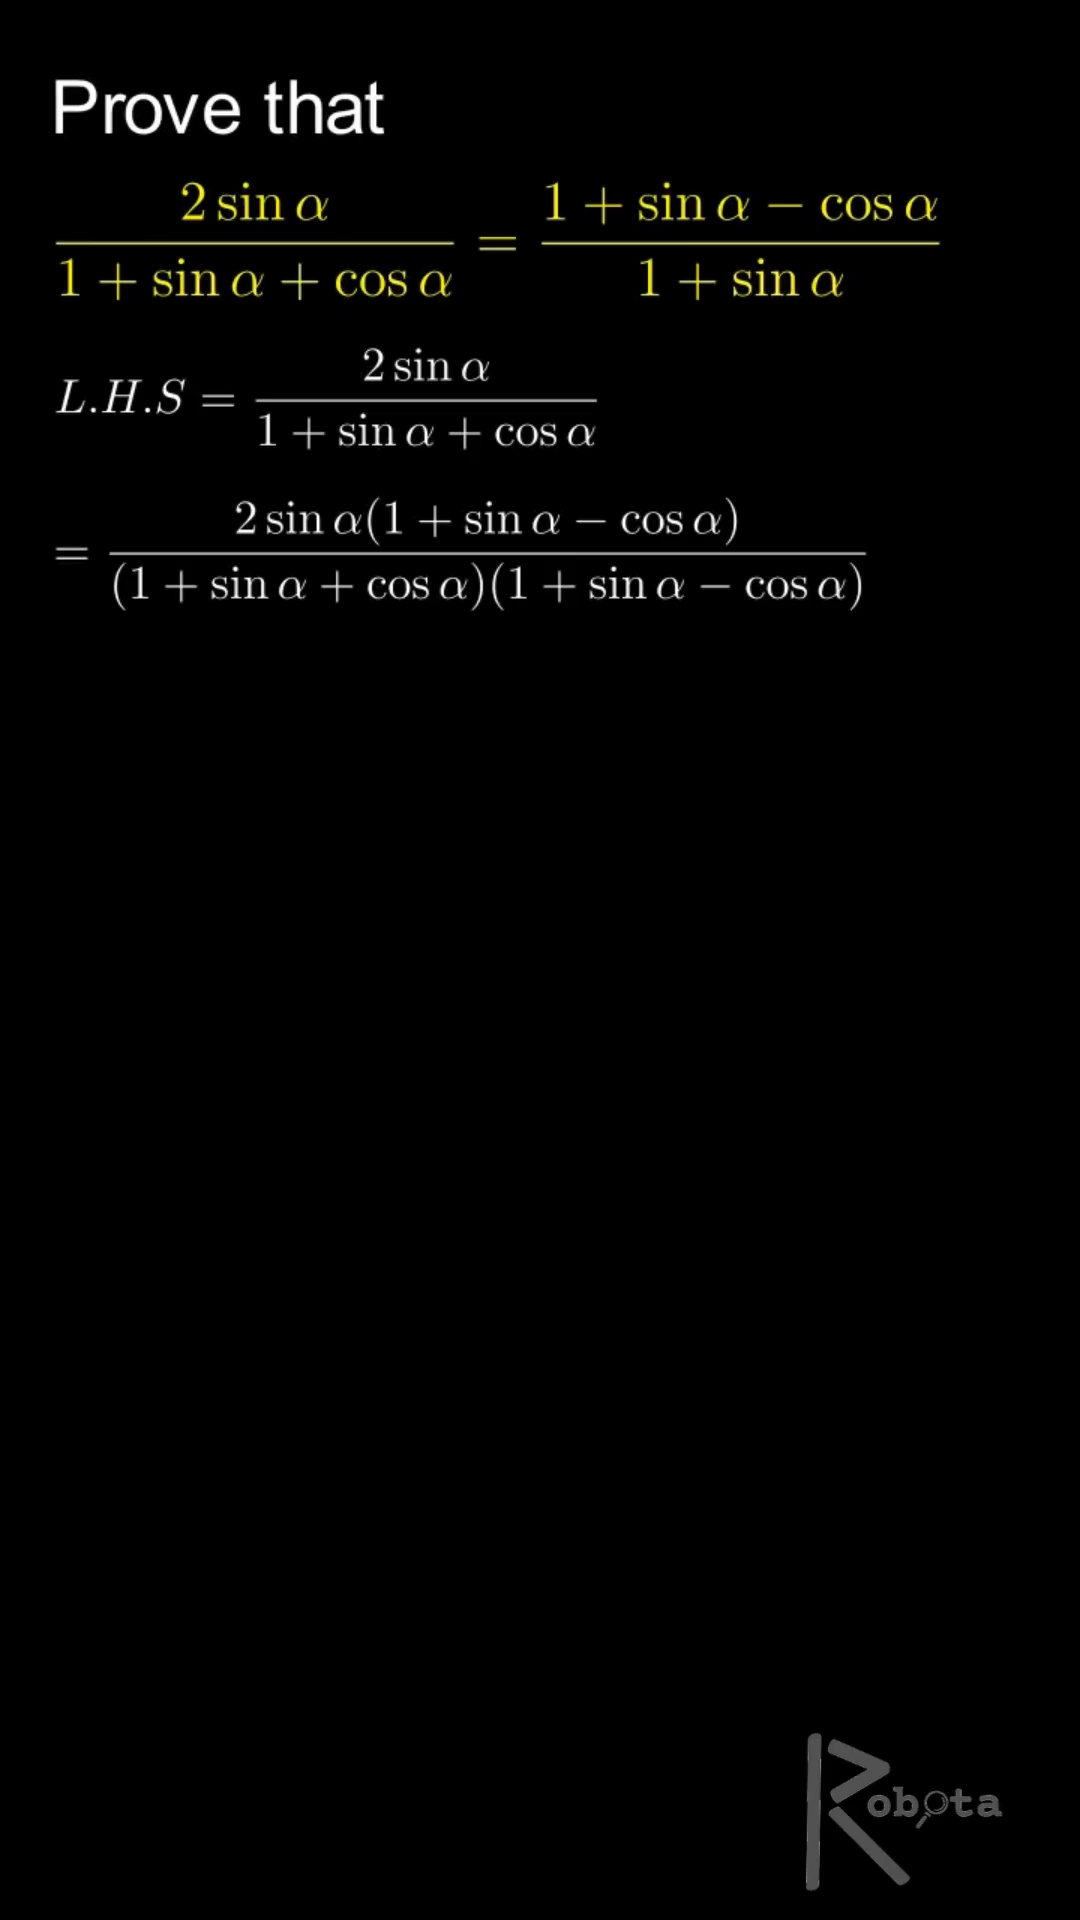 Prove that
2 sin α / 1 + sin α + cos α = 1 + sin α − cos α / 1 + sin α
L.H.S = 2 sin α / 1 + sin α + cos α
= 2 sin α(1 + sin α − cos α) / (1 + sin α + cos α)(1 + sin α − cos α)
Robota